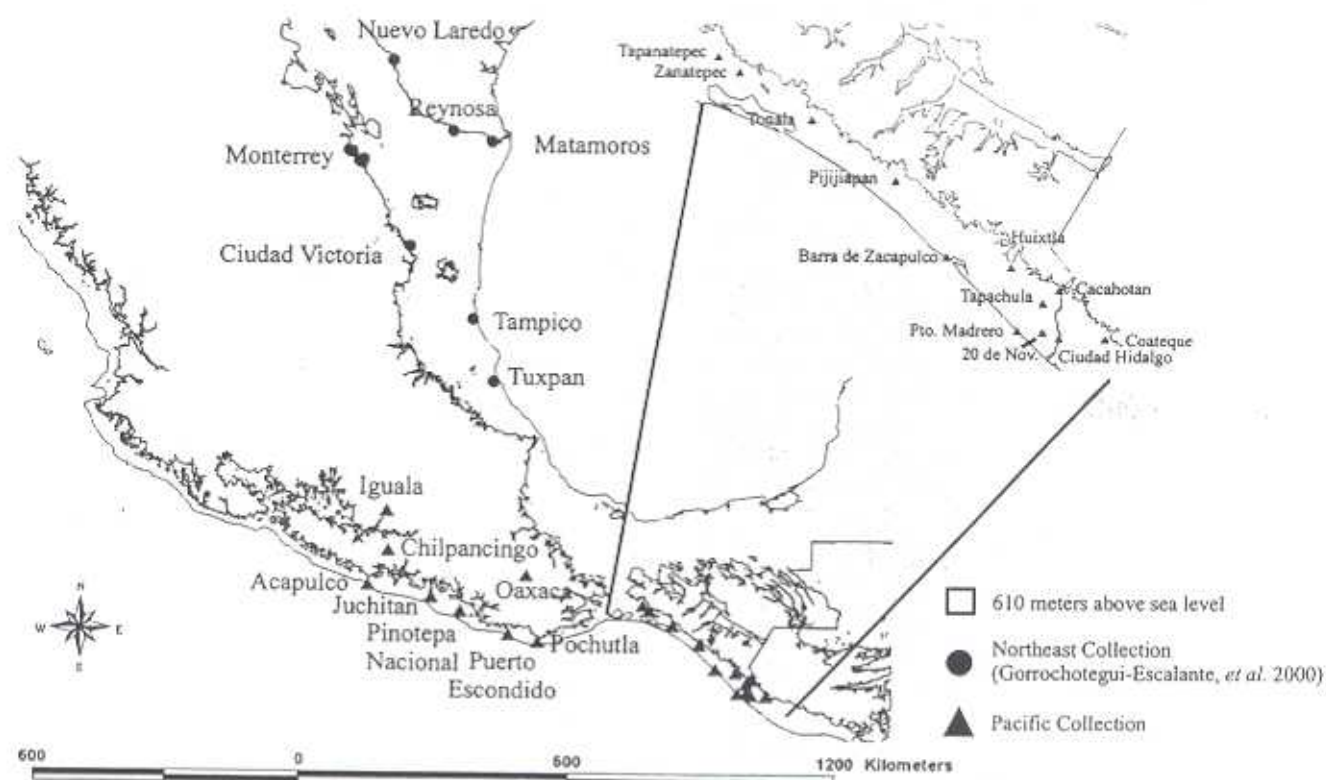 Nuevo Laredo
Reynosa
Matamoros
Monterrey
Ciudad Victoria
Tampico
Tuxpan
Iguala
Chilpancingo
Acapulco
Oaxaca
Juchitan
Pinotepa
Nacional
Puerto
Escondido
Pochutla
Tapanatepec
Zanatepec
Tonala
Pijijiapan
Huixtla
Barra de Zacapulco
Cacahotan
Tapachula
Pto. Madrero
20 de Nov.
Ciudad Hidalgo
Coateque
N
W
E
S
610 meters above sea level
Northeast Collection
(Gorrochotegui-Escalante, et al. 2000)
Pacific Collection
600 0 600 1200 Kilometers